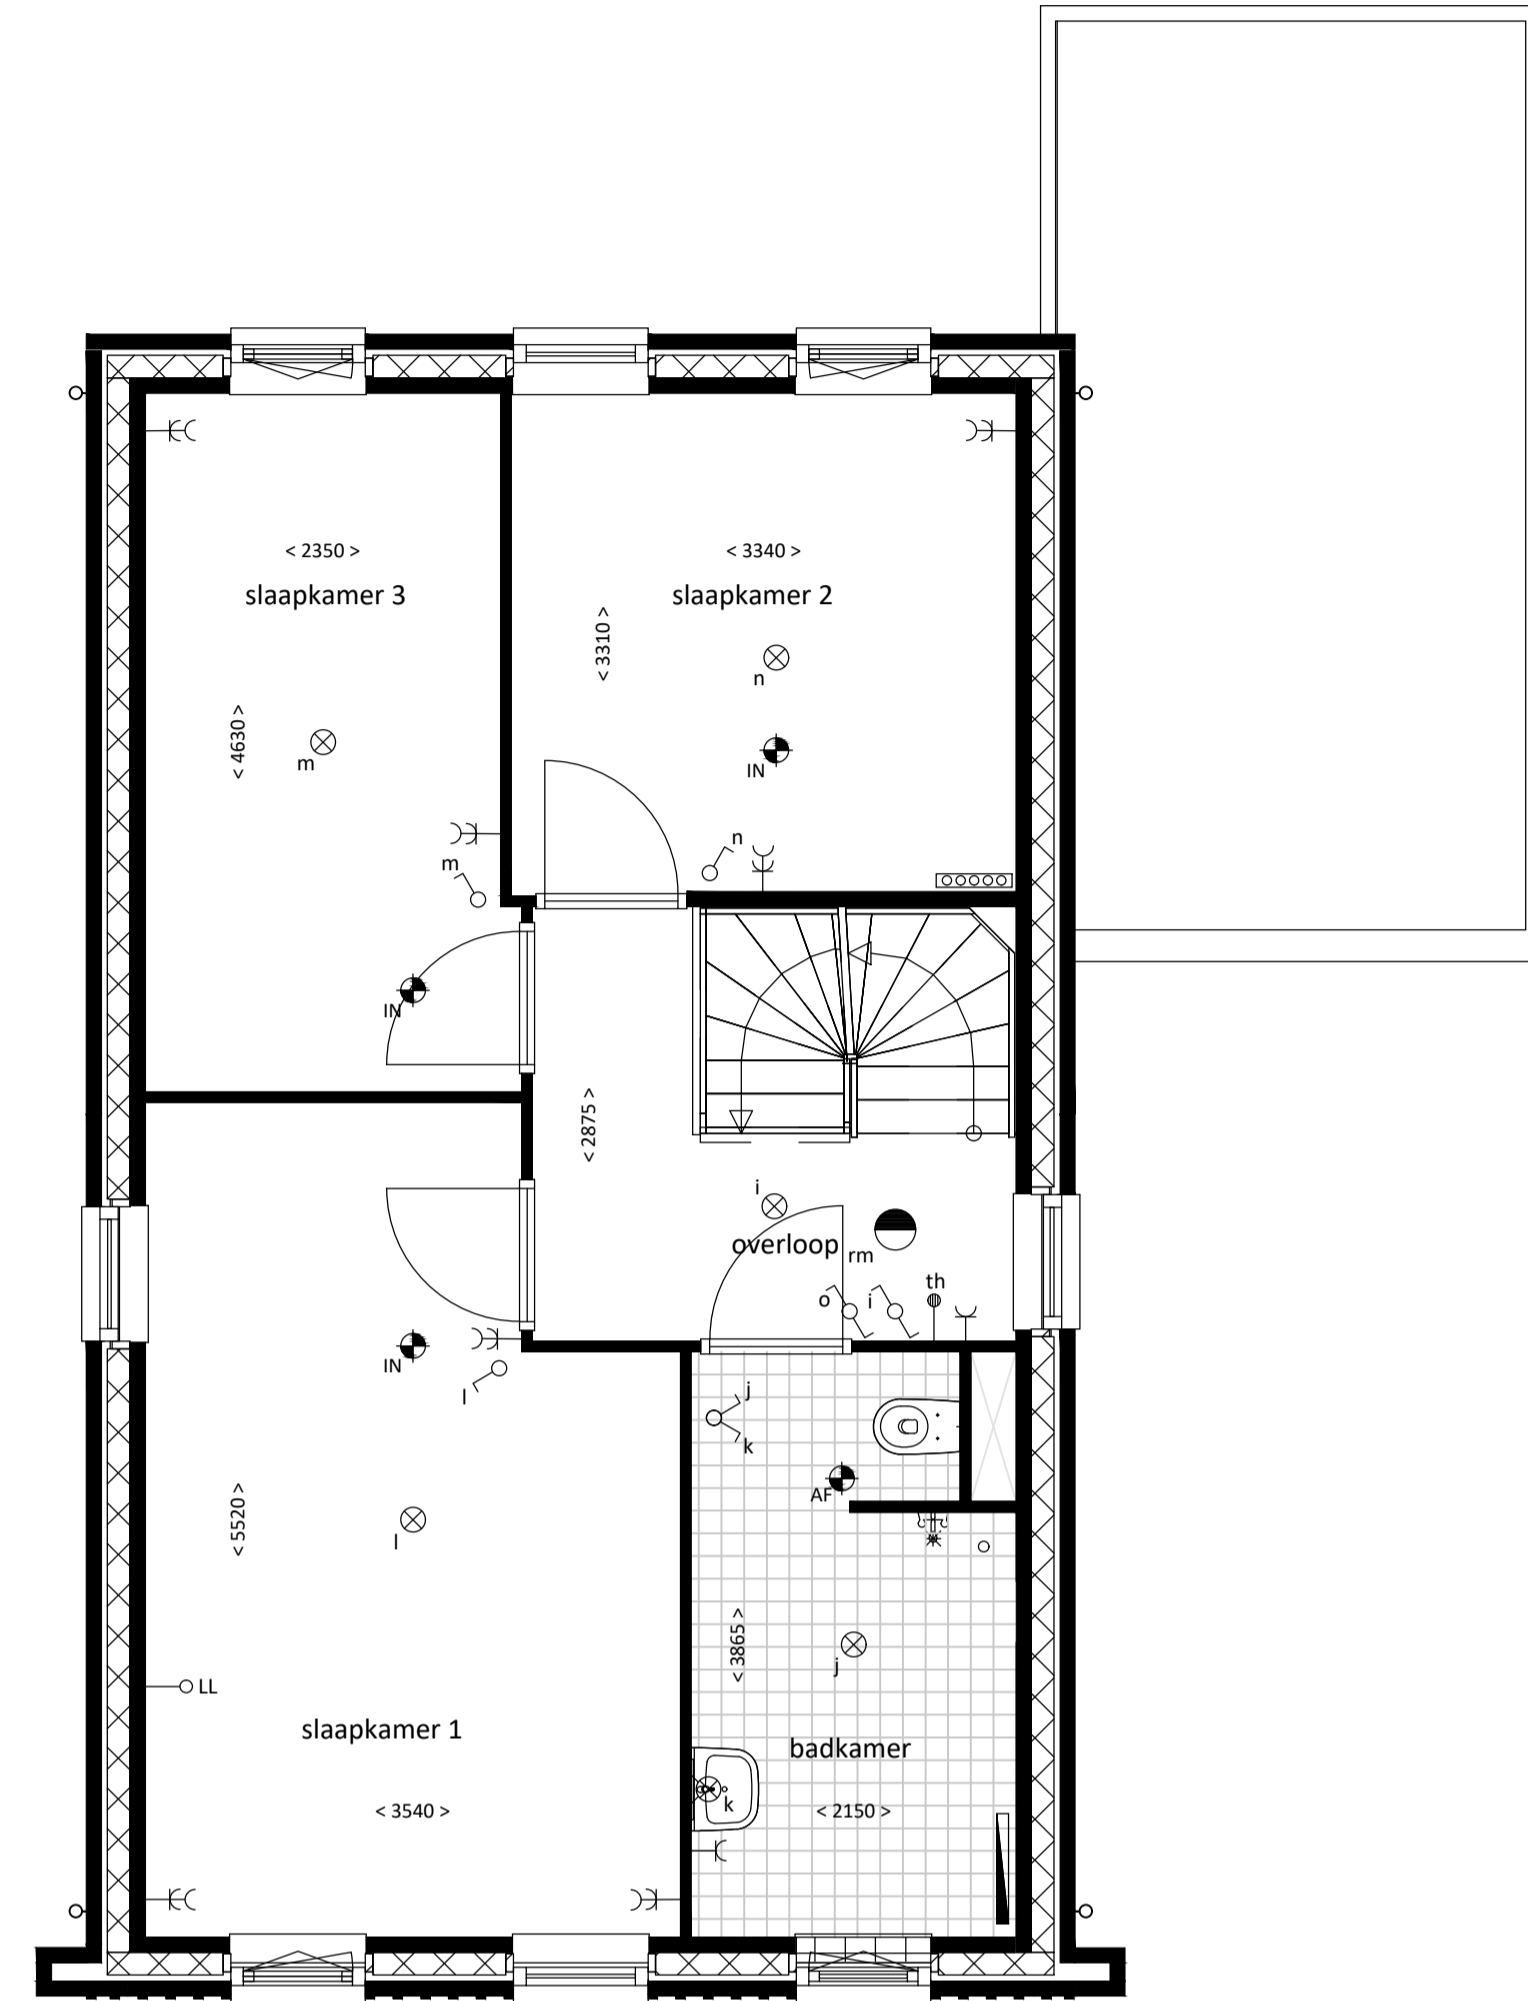 < 2350 >
slaapkamer 3
< 3340 >
slaapkamer 2
< 3310 >
n
< 4630 >
m
IN
n
m
IN
< 2875 >
i
overloop
rm
th
o
i
IN
l
j
k
AF
< 5520 >
l
< 3865 >
j
LL
slaapkamer 1
badkamer
k
< 3540 >
< 2150 >